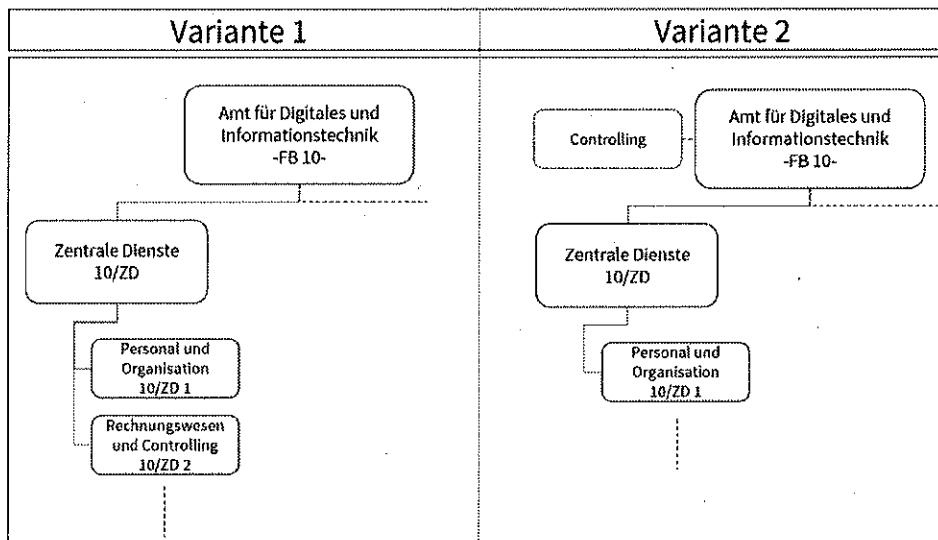 Variante 1
Amt für Digitales und
Informationstechnik
-FB 10-
Zentrale Dienste
10/ZD
Personal und
Organisation
10/ZD 1
Rechnungswesen
und Controlling
10/ZD 2
Variante 2
Controlling
Amt für Digitales und
Informationstechnik
-FB 10-
Zentrale Dienste
10/ZD
Personal und
Organisation
10/ZD 1